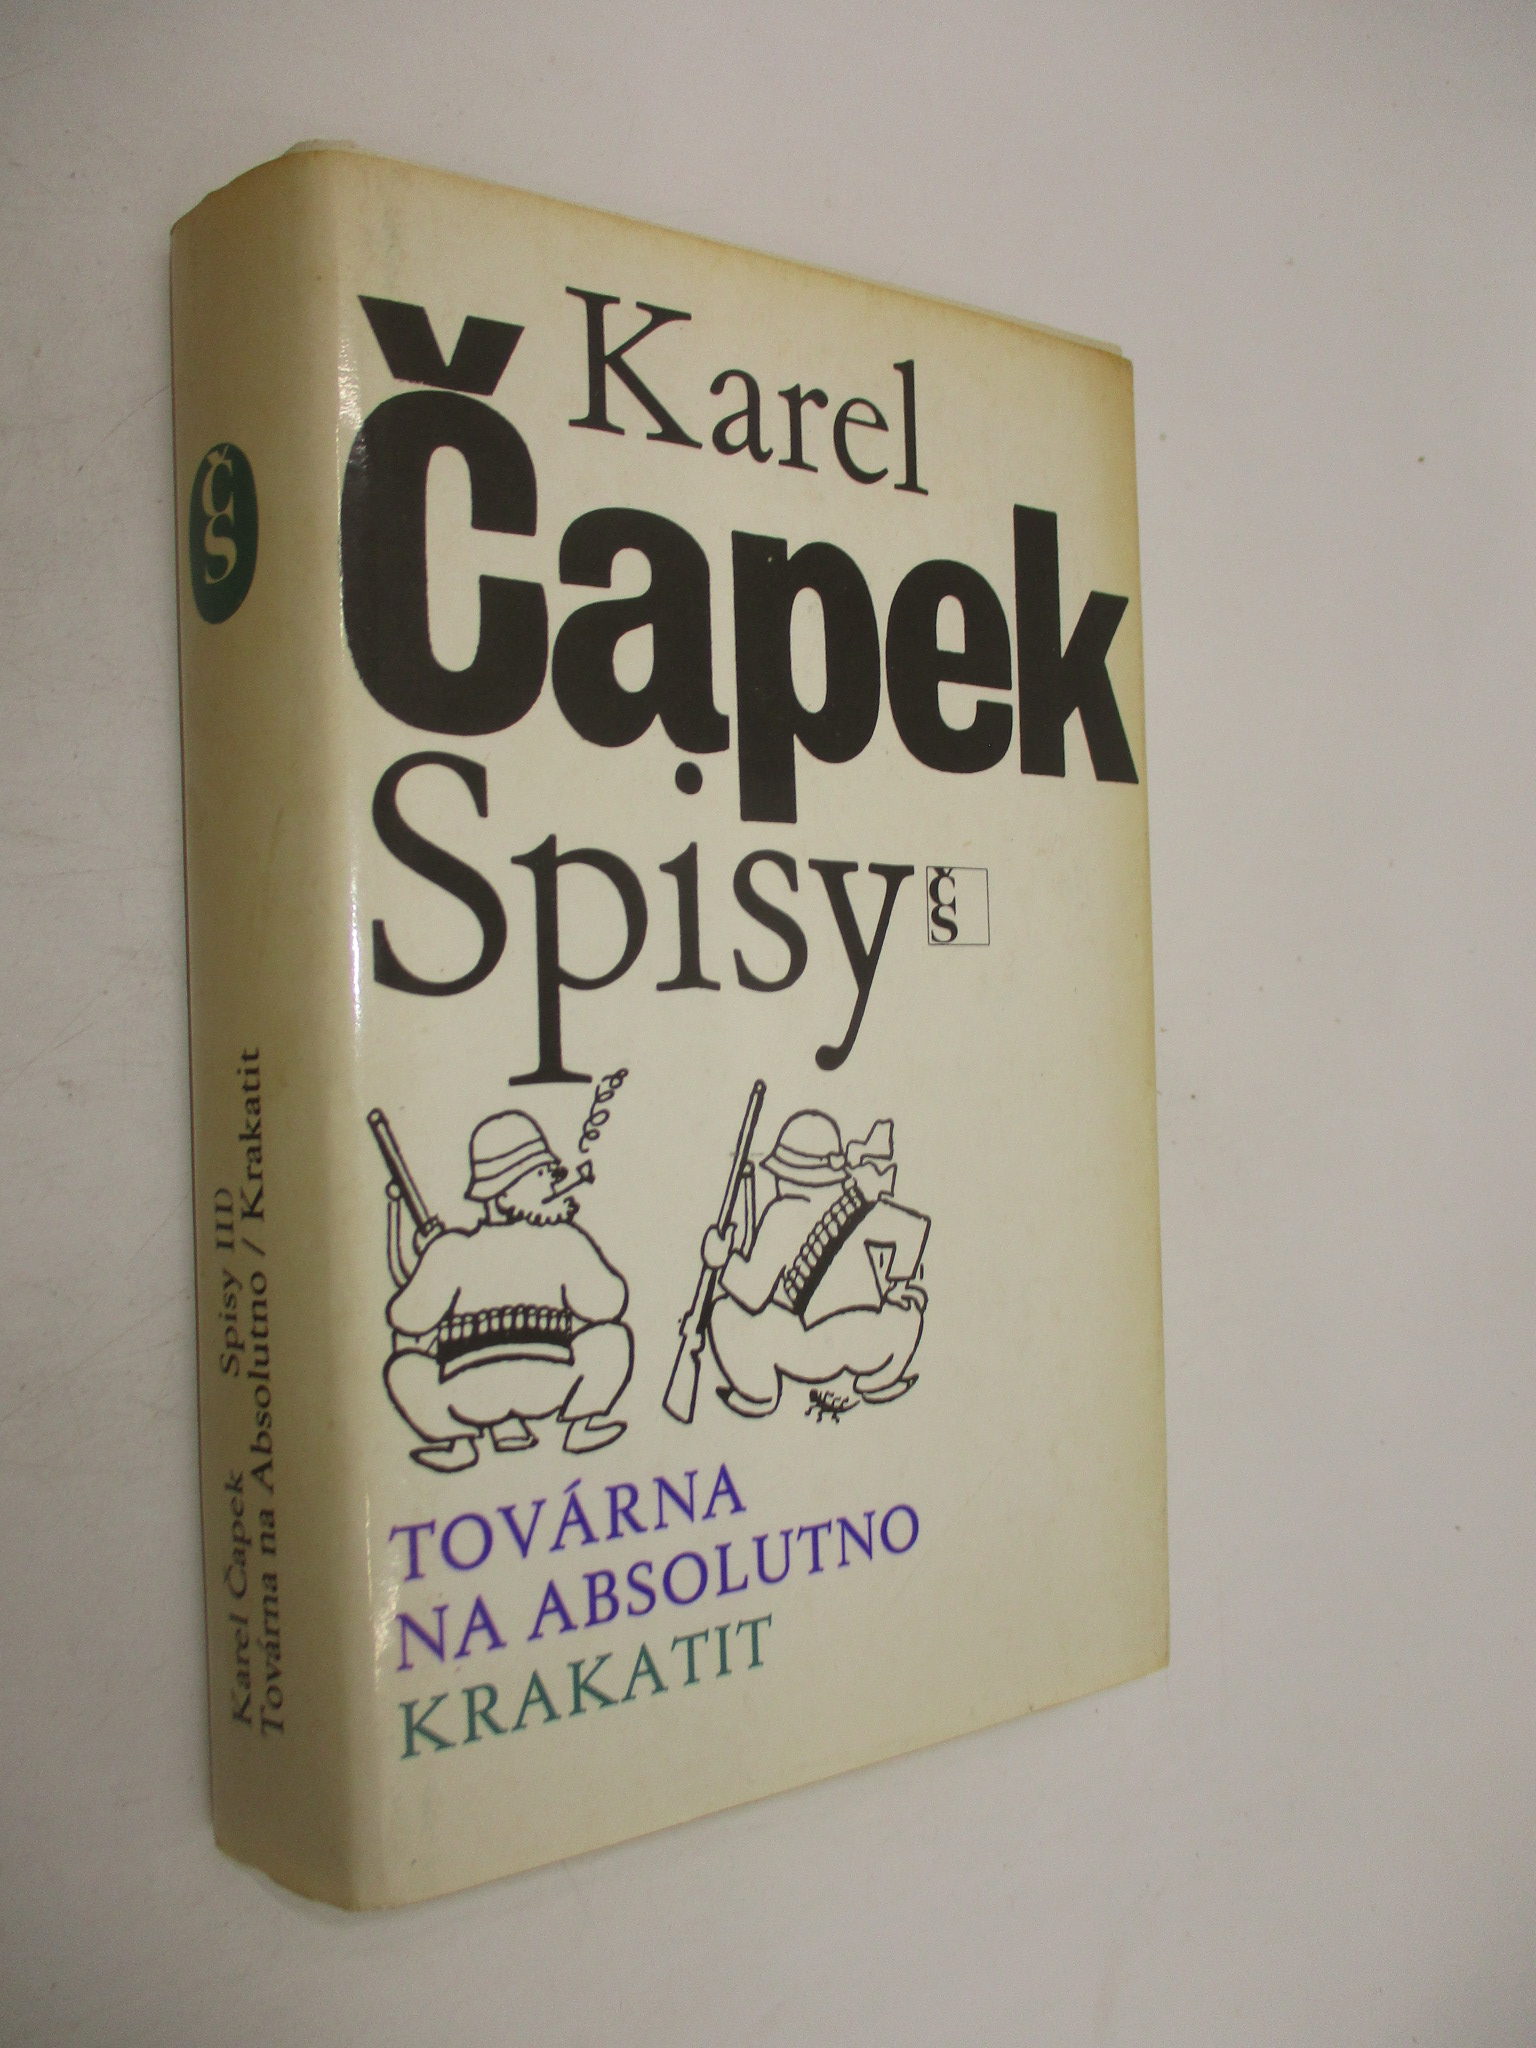 Karel
Čapek
Spisy
ČS
TOVÁRNA
NA ABSOLUTNO
KRAKATIT
ČS
Karel Čapek Spisy III
Továrna na Absolutno / Krakatit